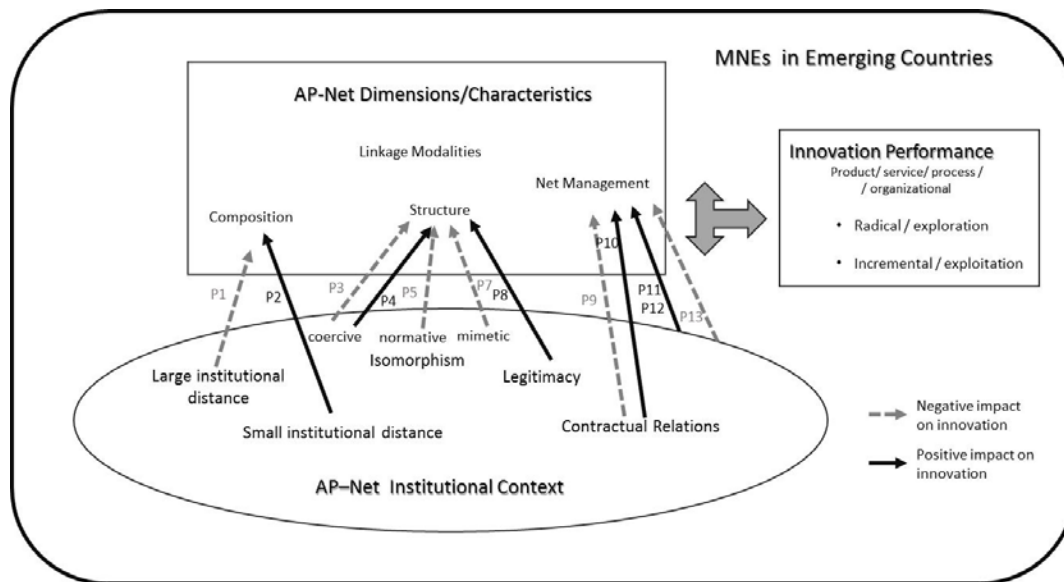 MNEs in Emerging Countries
AP-Net Dimensions/Characteristics
Linkage Modalities
Net Management
Composition
Structure
Innovation Performance
Product/ service/ process /
/ organizational
• Radical / exploration
• Incremental / exploitation
P1
P2
P3
P4
P5
P7
P8
P9
P10
P11
P12
P13
coercive
normative
mimetic
Isomorphism
Large institutional
distance
Legitimacy
Small institutional distance
Contractual Relations
AP–Net Institutional Context
Negative impact
on innovation
Positive impact on
innovation